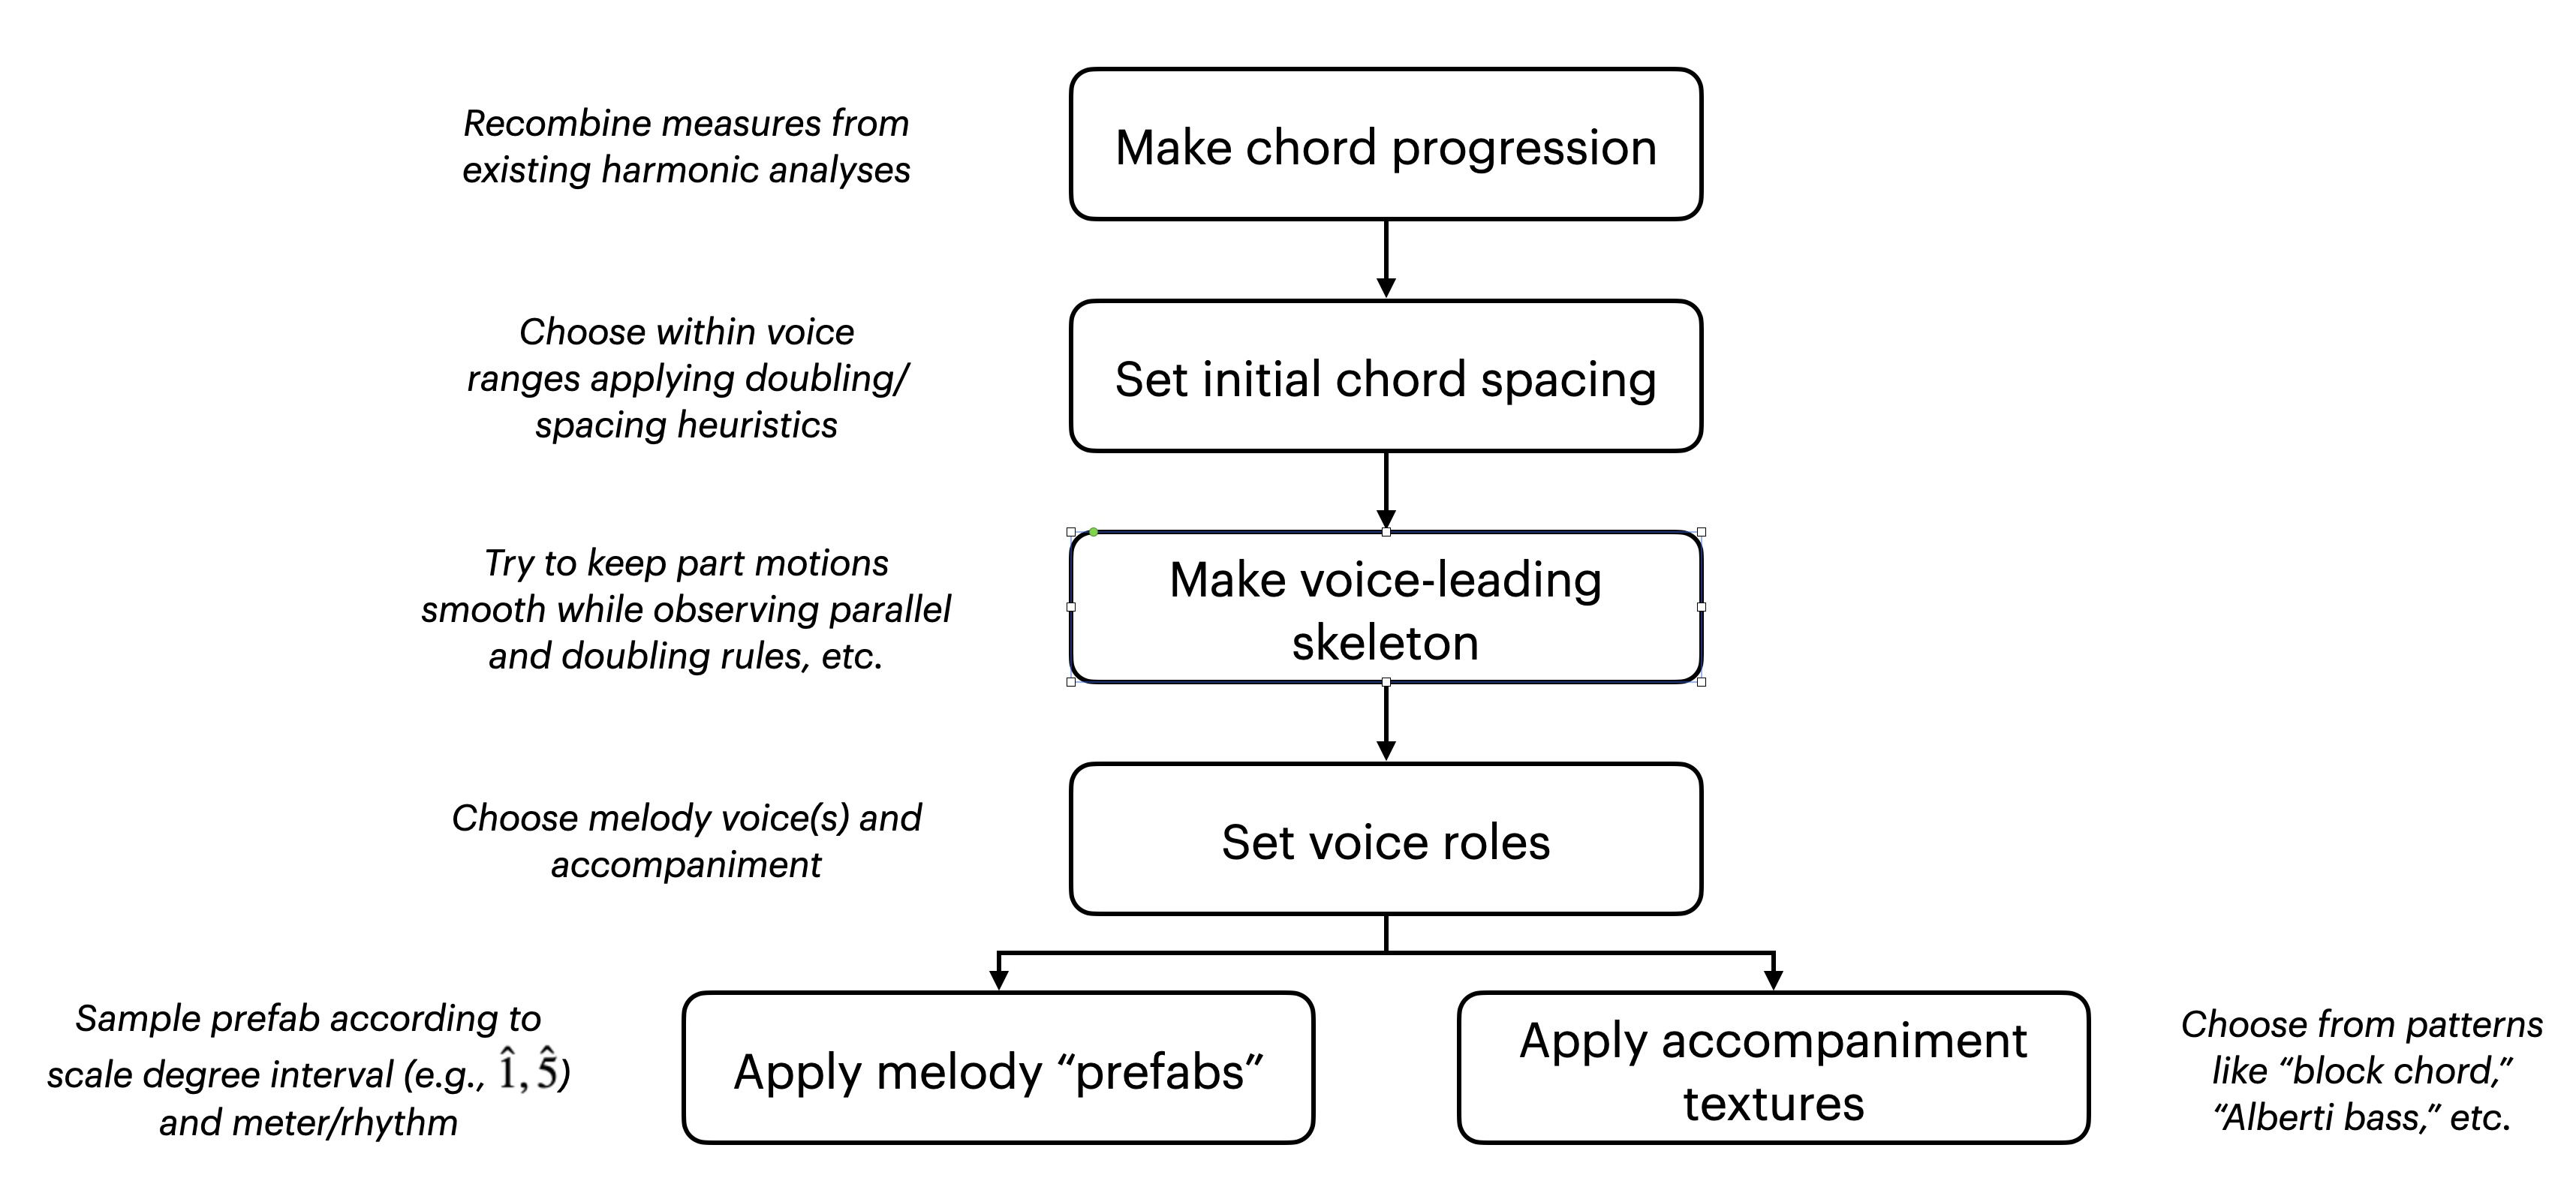 Recombine measures from
existing harmonic analyses
Make chord progression
Choose within voice
ranges applying doubling/
spacing heuristics
Set initial chord spacing
Try to keep part motions
smooth while observing parallel
and doubling rules, etc.
Make voice-leading
skeleton
Choose melody voice(s) and
accompaniment
Set voice roles
Sample prefab according to
scale degree interval (e.g., 1̂, 5̂)
and meter/rhythm
Apply melody “prefabs”
Apply accompaniment
textures
Choose from patterns
like “block chord,”
“Alberti bass,” etc.